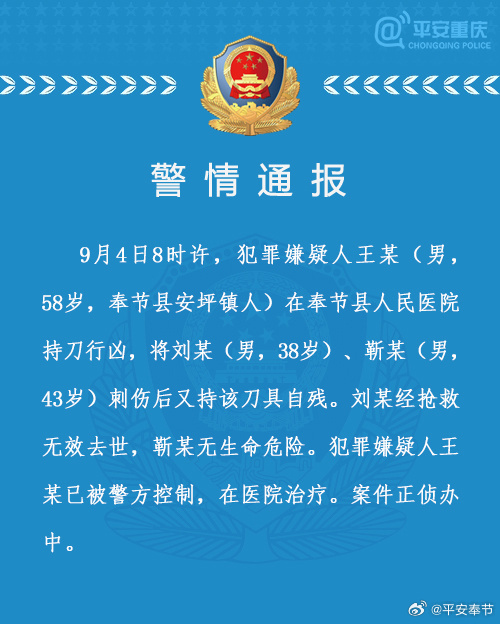 @平安重庆
CHONGQING POLICE
警情通报
9月4日8时许，犯罪嫌疑人王某（男，
58岁，奉节县安坪镇人）在奉节县人民医院
持刀行凶，将刘某（男，38岁）、靳某（男，
43岁）刺伤后又持该刀具自残。刘某经抢救
无效去世，靳某无生命危险。犯罪嫌疑人王
某已被警方控制，在医院治疗。案件正侦办
中。
@平安奉节